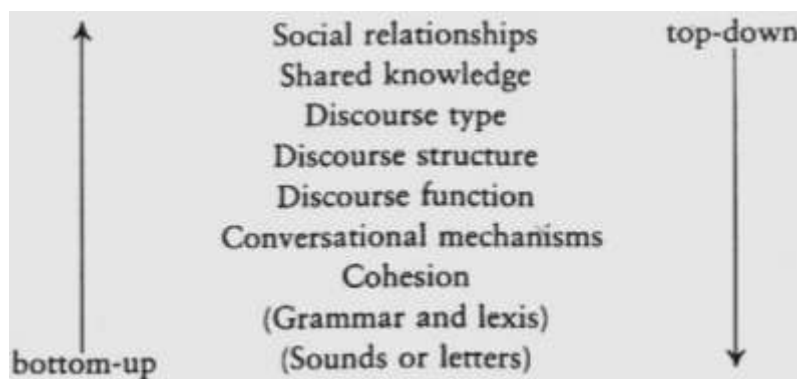 Social relationships
top-down
Shared knowledge
Discourse type
Discourse structure
Discourse function
Conversational mechanisms
Cohesion
(Grammar and lexis)
bottom-up
(Sounds or letters)